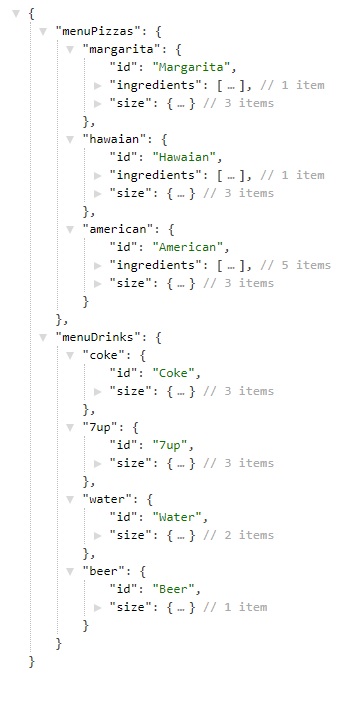 {
"menuPizzas": {
"margarita": {
"id": "Margarita",
"ingredients": [ … ], // 1 item
"size": { … } // 3 items
},
"hawaian": {
"id": "Hawaian",
"ingredients": [ … ], // 1 item
"size": { … } // 3 items
},
"american": {
"id": "American",
"ingredients": [ … ], // 5 items
"size": { … } // 3 items
}
},
"menuDrinks": {
"coke": {
"id": "Coke",
"size": { … } // 3 items
},
"7up": {
"id": "7up",
"size": { … } // 3 items
},
"water": {
"id": "Water",
"size": { … } // 2 items
},
"beer": {
"id": "Beer",
"size": { … } // 1 item
}
}
}